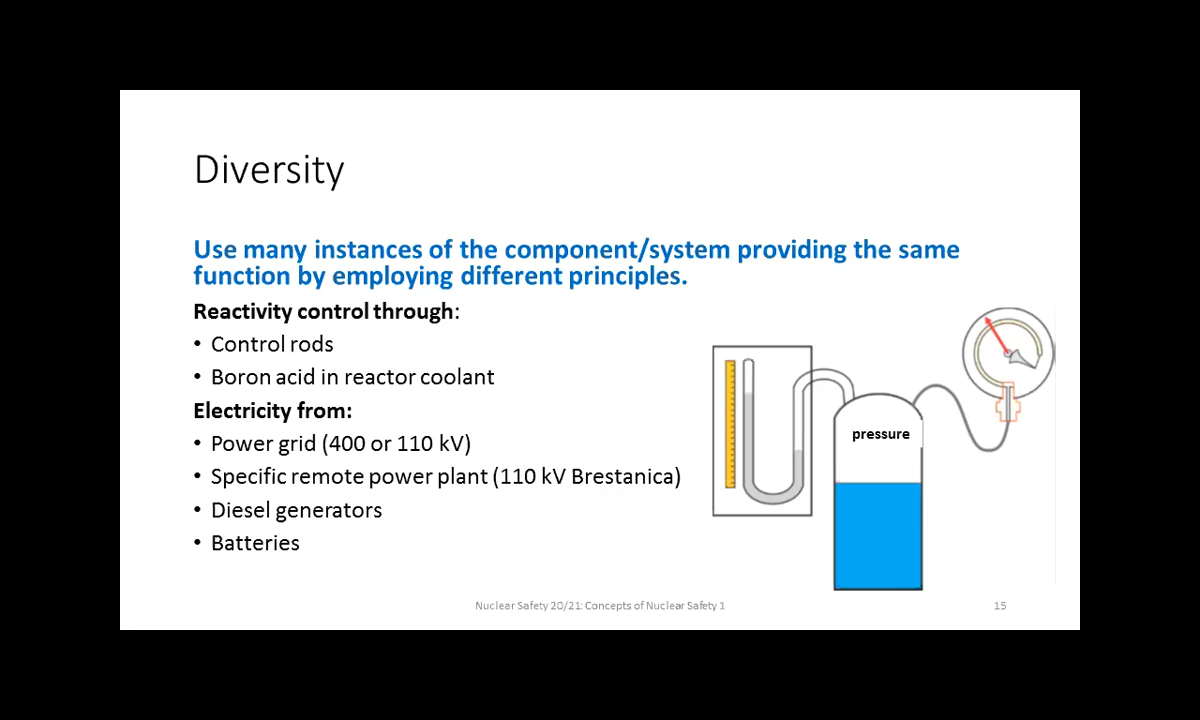 Diversity
Use many instances of the component/system providing the same
function by employing different principles.
Reactivity control through:
• Control rods
• Boron acid in reactor coolant
Electricity from:
• Power grid (400 or 110 kV)
• Specific remote power plant (110 kV Brestanica)
• Diesel generators
• Batteries
pressure
Nuclear Safety 20/21: Concepts of Nuclear Safety 1
15